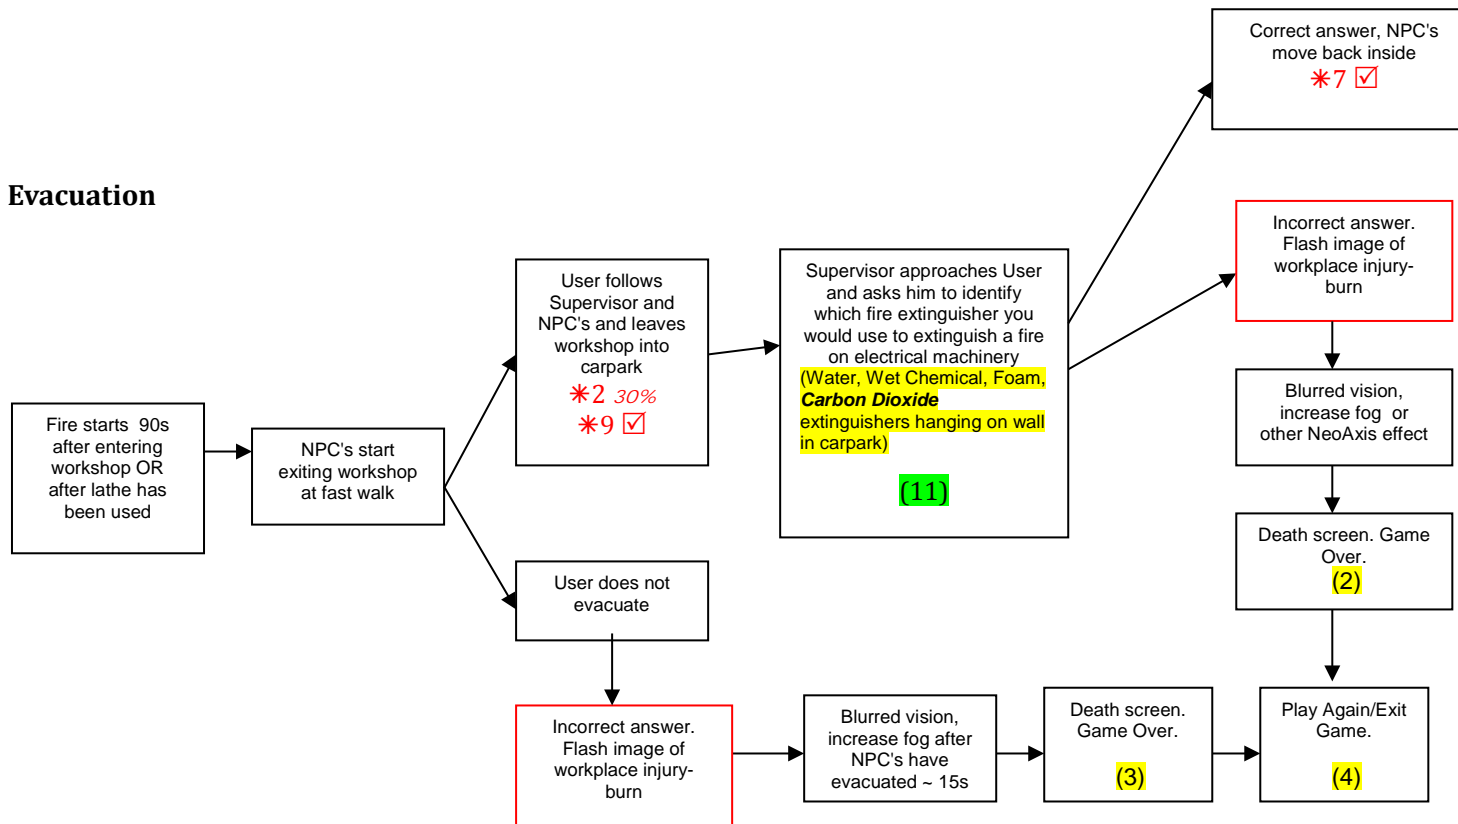 Evacuation
Fire starts 90s
after entering
workshop OR
after lathe has
been used
NPC's start
exiting workshop
at fast walk
User follows
Supervisor and
NPC's and leaves
workshop into
carpark
✳2 30%
✳9 ☑
Supervisor approaches User
and asks him to identify
which fire extinguisher you
would use to extinguish a fire
on electrical machinery
(Water, Wet Chemical, Foam,
Carbon Dioxide
extinguishers hanging on wall
in carpark)
(11)
Correct answer, NPC's
move back inside
✳7 ☑
Incorrect answer.
Flash image of
workplace injury-
burn
Blurred vision,
increase fog or
other NeoAxis effect
Death screen. Game
Over.
(2)
User does not
evacuate
Incorrect answer.
Flash image of
workplace injury-
burn
Blurred vision,
increase fog after
NPC's have
evacuated ~ 15s
Death screen.
Game Over.
(3)
Play Again/Exit
Game.
(4)